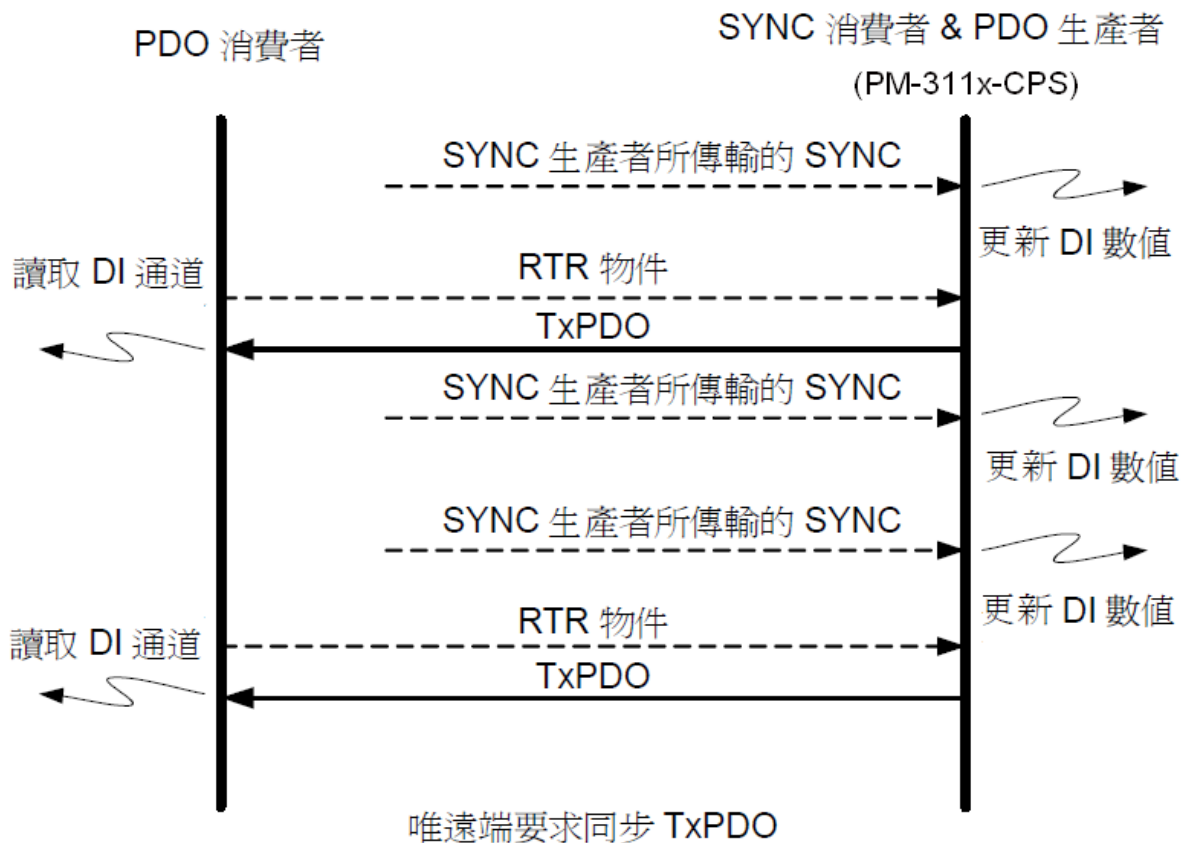 PDO 消費者
SYNC 消費者 & PDO 生產者
(PM-311x-CPS)
SYNC 生產者所傳輸的 SYNC
更新 DI 數值
讀取 DI 通道
RTR 物件
TxPDO
SYNC 生產者所傳輸的 SYNC
更新 DI 數值
SYNC 生產者所傳輸的 SYNC
更新 DI 數值
讀取 DI 通道
RTR 物件
TxPDO
唯遠端要求同步 TxPDO